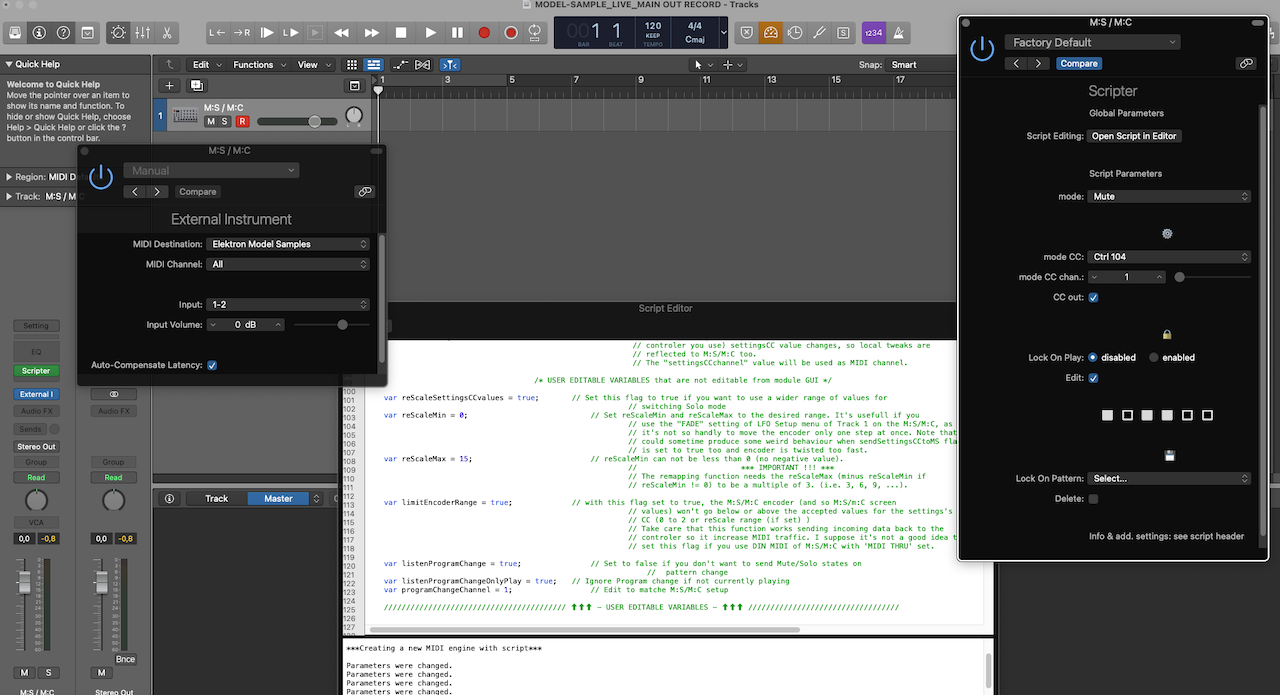 MODEL-SAMPLE_LIVE_MAIN OUT RECORD - Tracks
L← →R L
001 1
BAR BEAT
120
KEEP
TEMPO
4/4
Cmaj
S
1234
Quick Help
Welcome to Quick Help
Move the pointer over an item to
show its name and function. To
hide or show Quick Help, choose
Help > Quick Help or click the ?
button in the control bar.
Region: MIDI D
Track: M:S / M
Edit Functions View Snap: Smart
1 3 5 7 9 11 13 15 17
1
M:S / M:C
M S R
M:S / M:C
Manual
Compare
External Instrument
MIDI Destination: Elektron Model Samples
MIDI Channel: All
Input: 1-2
Input Volume: 0 dB
Auto-Compensate Latency:
M:S / M:C
Factory Default
Compare
Scripter
Global Parameters
Script Editing: Open Script in Editor
Script Parameters
mode: Mute
mode CC: Ctrl 104
mode CC chan.: 1
CC out:
Lock On Play: disabled enabled
Edit:
Lock On Pattern: Select...
Delete:
Info & add. settings: see script header
Script Editor
// controler you use) settingsCC value changes, so local tweaks are
// reflected to M:S/M:C too.
// The "settingsCCchannel" value will be used as MIDI channel.
/* USER EDITABLE VARIABLES that are not editable from module GUI */
100
101 var reScaleSettingsCCvalues = true; // Set this flag to true if you want to use a wider range of values for
102 // switching Solo mode
103 var reScaleMin = 0; // Set reScaleMin and reScaleMax to the desired range. It's usefull if you
104 // use the "FADE" setting of LFO Setup menu of Track 1 on the M:S/M:C, as
105 // it's not so handly to move the encoder only one step at once. Note that
106 // could sometime produce some weird behaviour when sendSettingsCCtoMS fla
107 // is set to true too and encoder is twisted too fast.
108 var reScaleMax = 15; // reScaleMin can not be less than 0 (no negative value).
109 // *** IMPORTANT !!! ***
110 // The remapping function needs the reScaleMax (minus reScaleMin if
111 // reScaleMin != 0) to be a multiple of 3. (i.e. 3, 6, 9, ...).
112
113 var limitEncoderRange = true; // with this flag set to true, the M:S/M:C encoder (and so M:S/M:C screen
114 // values) won't go below or above the accepted values for the settings's
115 // CC (0 to 2 or reScale range (if set) )
116 // Take care that this function works sending incoming data back to the
117 // controler so it increase MIDI traffic. I suppose it's not a good idea t
118 // set this flag if you use DIN MIDI of M:S/M:C with 'MIDI THRU' set.
119
120 var listenProgramChange = true; // Set to false if you don't want to send Mute/Solo states on
121 // pattern change
122 var listenProgramChangeOnlyPlay = true; // Ignore Program change if not currently playing
123 var programChangeChannel = 1; // Edit to matche M:S/M:C setup
124
125 - USER EDITABLE VARIABLES -
126
127
***Creating a new MIDI engine with script***
Parameters were changed.
Parameters were changed.
Parameters were changed.
Parameters were changed.
Setting
EQ
Scripter
External I
Audio FX Audio FX
Sends
Stereo Out
Group Group
Read Read
VCA
0,0 -0,8 0,0 -0,8
Bnce
M S M
M:S / M:C Stereo Out
Track Master